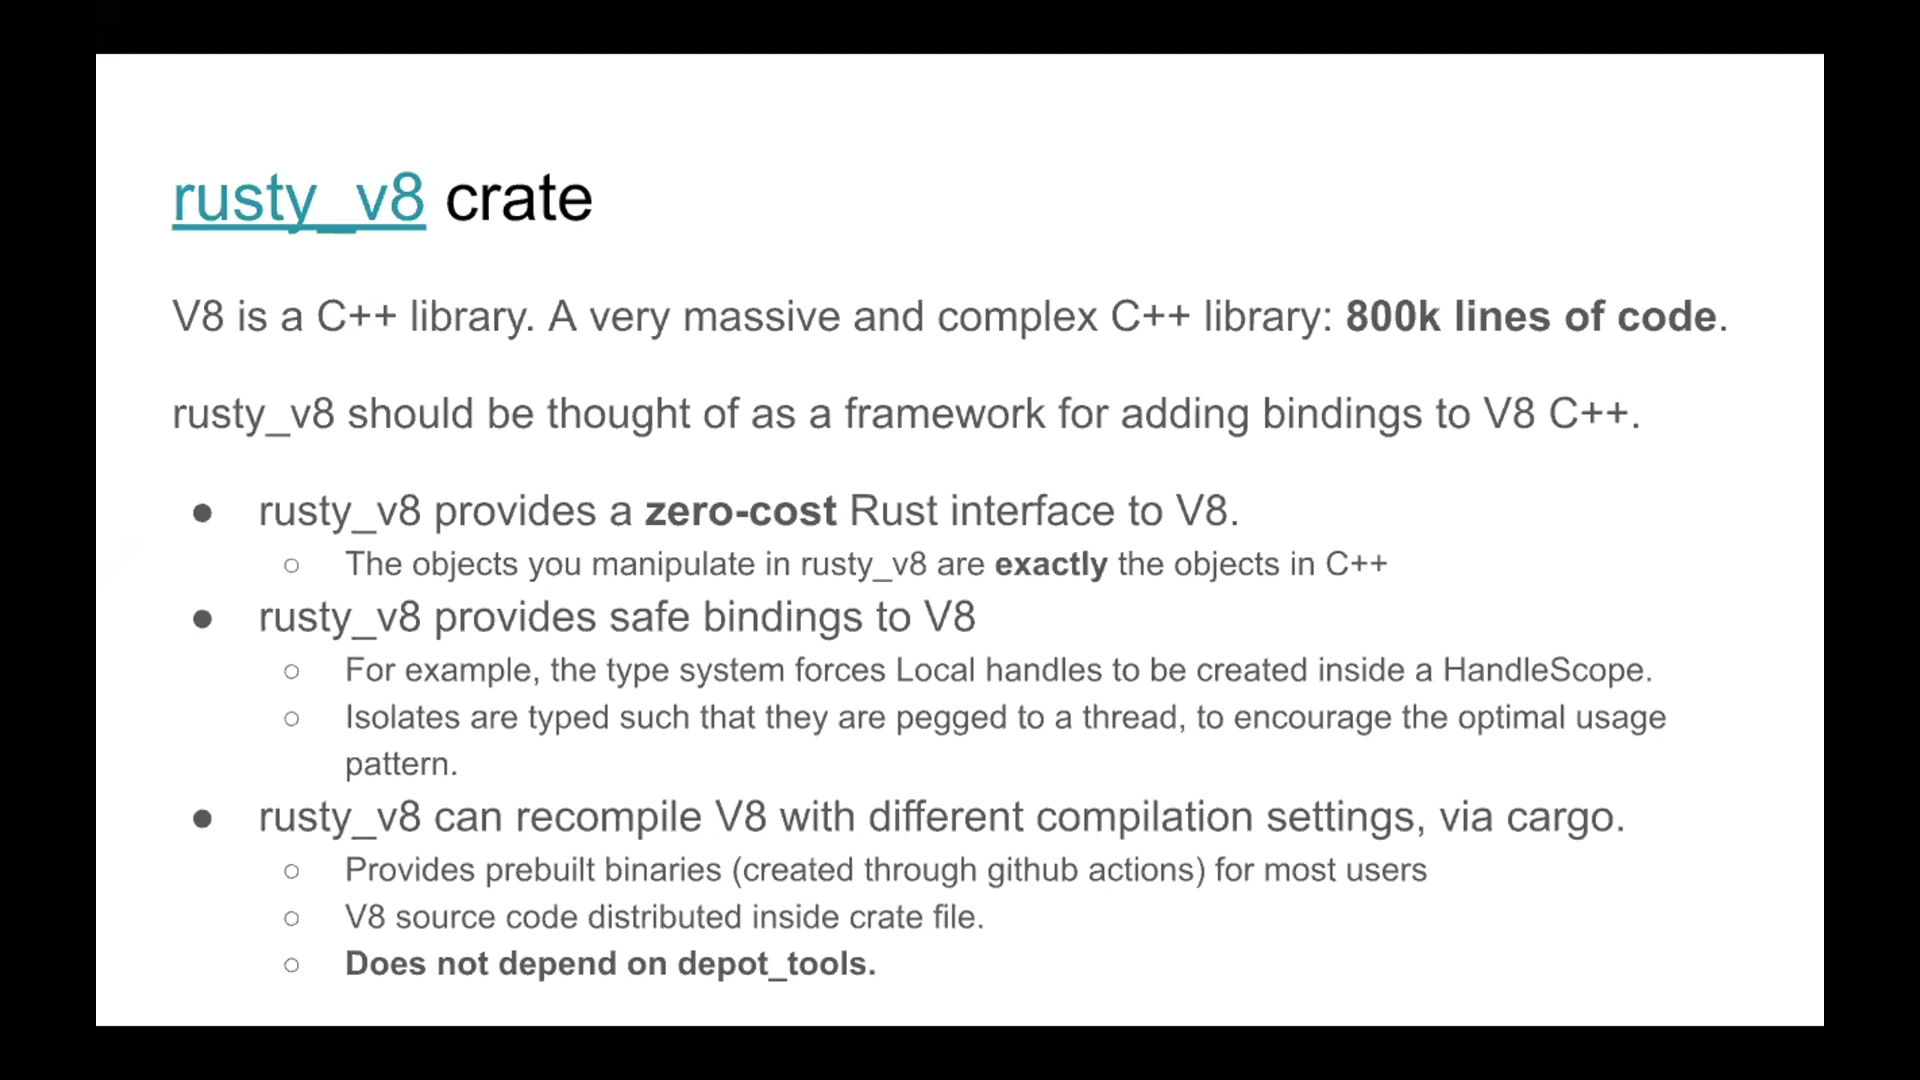 rusty_v8 crate
V8 is a C++ library. A very massive and complex C++ library: 800k lines of code.
rusty_v8 should be thought of as a framework for adding bindings to V8 C++.
● rusty_v8 provides a zero-cost Rust interface to V8.
○ The objects you manipulate in rusty_v8 are exactly the objects in C++
● rusty_v8 provides safe bindings to V8
○ For example, the type system forces Local handles to be created inside a HandleScope.
○ Isolates are typed such that they are pegged to a thread, to encourage the optimal usage
pattern.
● rusty_v8 can recompile V8 with different compilation settings, via cargo.
○ Provides prebuilt binaries (created through github actions) for most users
○ V8 source code distributed inside crate file.
○ Does not depend on depot_tools.